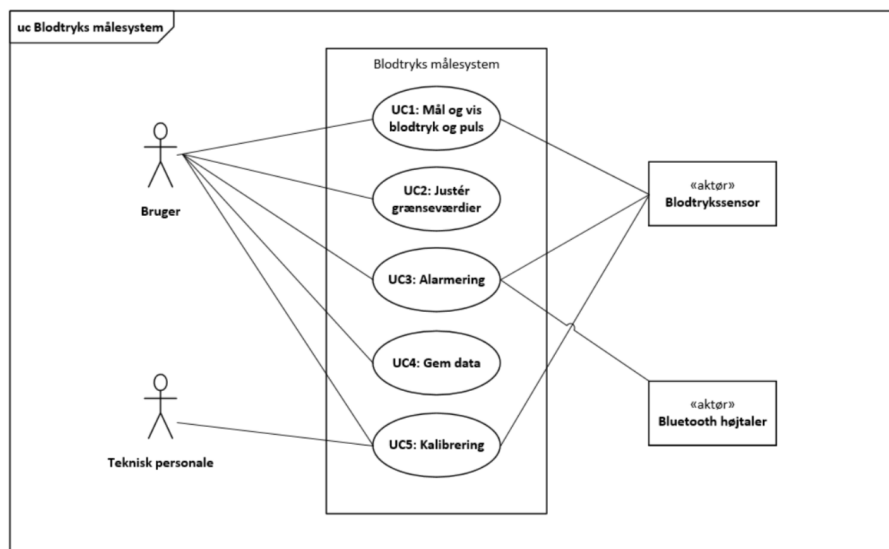 uc Blodtryks målesystem
Blodtryks målesystem
UC1: Mål og vis
blodtryk og puls
UC2: Justér
grænseværdier
UC3: Alarmering
UC4: Gem data
UC5: Kalibrering
Bruger
Teknisk personale
«aktør»
Blodtrykssensor
«aktør»
Bluetooth højtaler